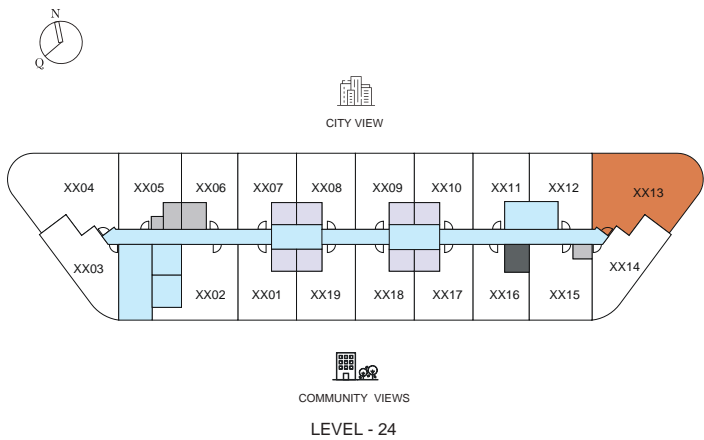 N
Q
CITY VIEW
XX04 XX05 XX06 XX07 XX08 XX09 XX10 XX11 XX12 XX13
XX03 XX02 XX01 XX19 XX18 XX17 XX16 XX15 XX14
COMMUNITY VIEWS
LEVEL - 24